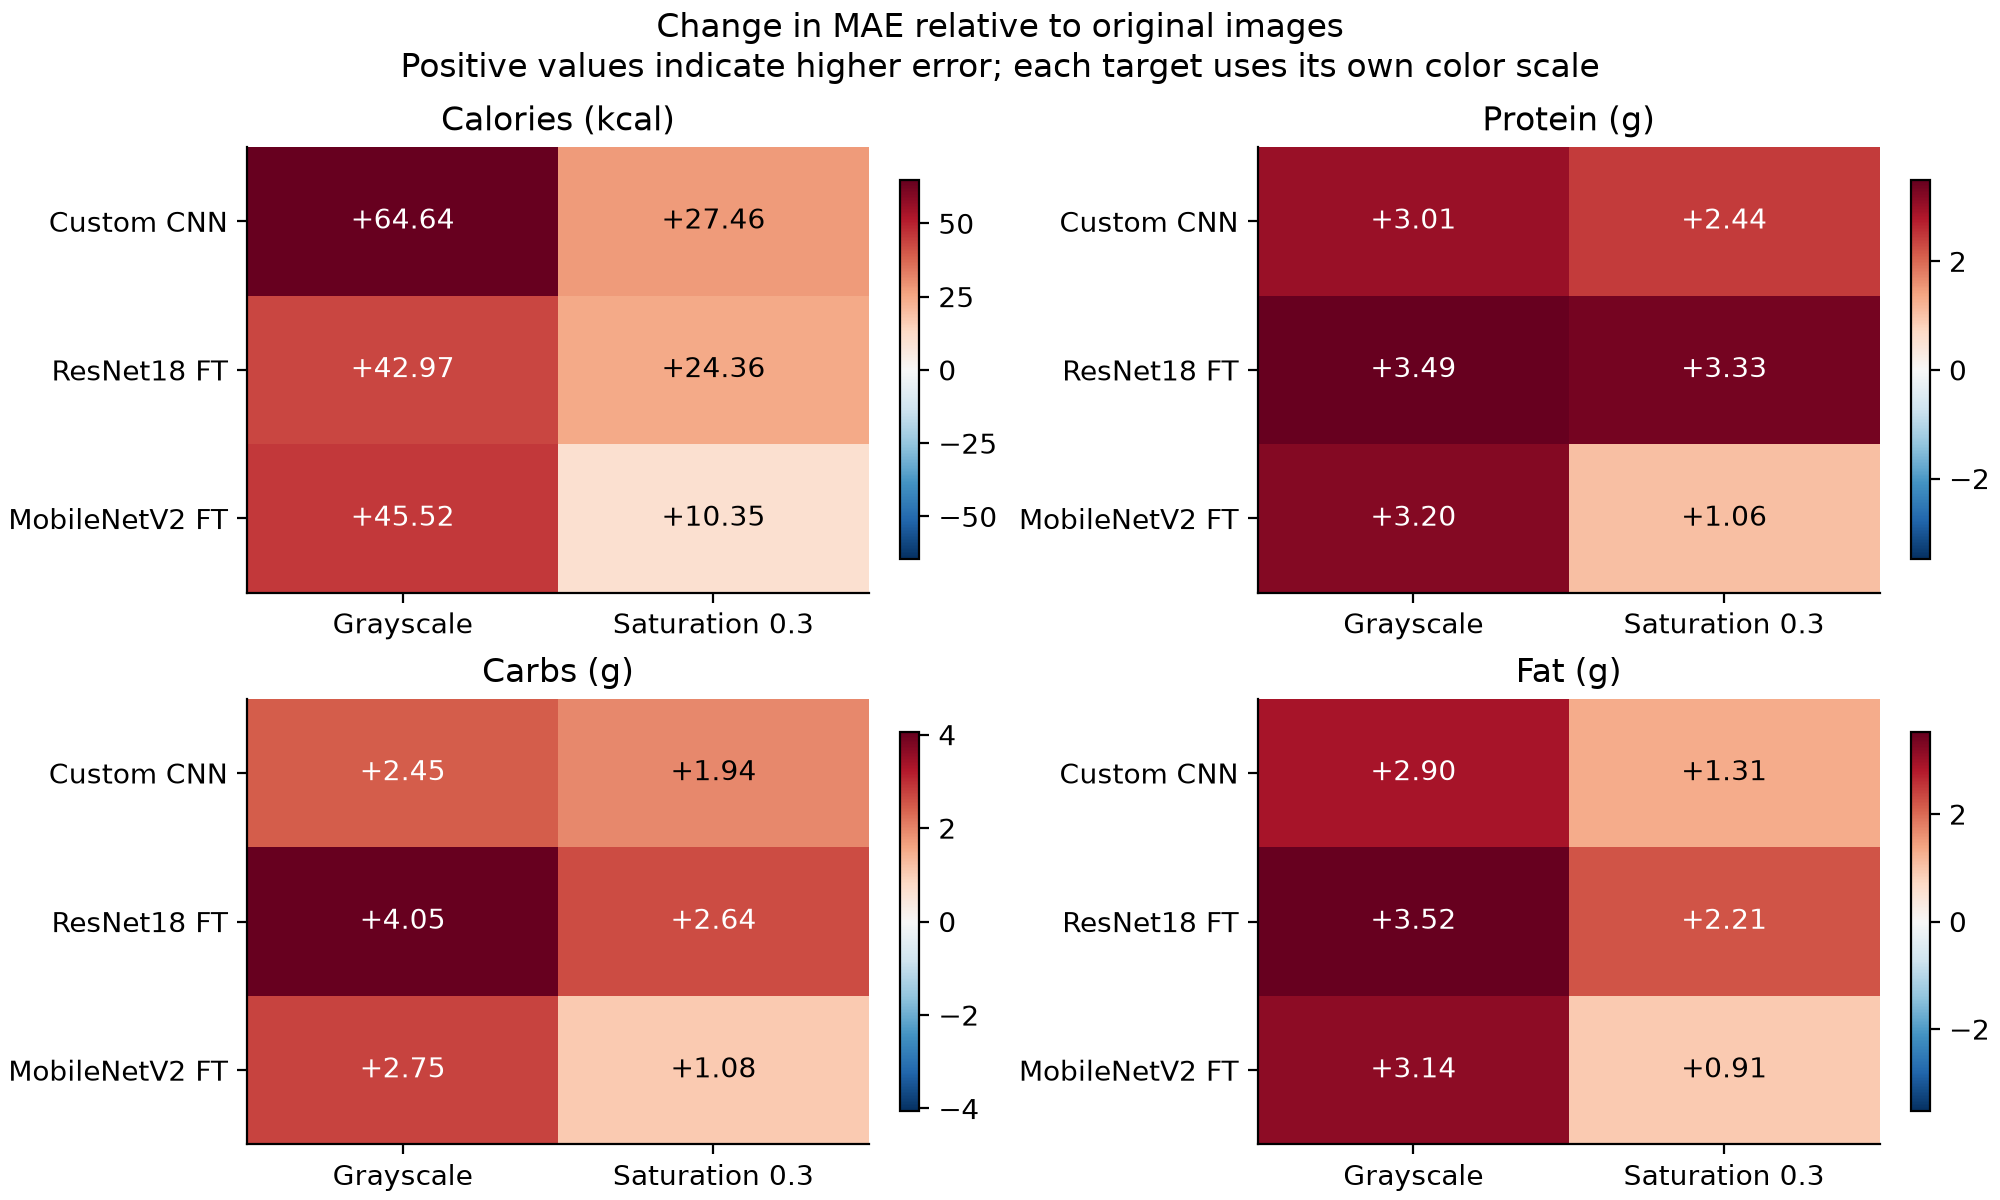 Change in MAE relative to original images
Positive values indicate higher error; each target uses its own color scale
Calories (kcal)
Custom CNN
+64.64
+27.46
ResNet18 FT
+42.97
+24.36
MobileNetV2 FT
+45.52
+10.35
Grayscale
Saturation 0.3
50
25
0
−25
−50
Protein (g)
Custom CNN
+3.01
+2.44
ResNet18 FT
+3.49
+3.33
MobileNetV2 FT
+3.20
+1.06
Grayscale
Saturation 0.3
2
0
−2
Carbs (g)
Custom CNN
+2.45
+1.94
ResNet18 FT
+4.05
+2.64
MobileNetV2 FT
+2.75
+1.08
Grayscale
Saturation 0.3
4
2
0
−2
−4
Fat (g)
Custom CNN
+2.90
+1.31
ResNet18 FT
+3.52
+2.21
MobileNetV2 FT
+3.14
+0.91
Grayscale
Saturation 0.3
2
0
−2